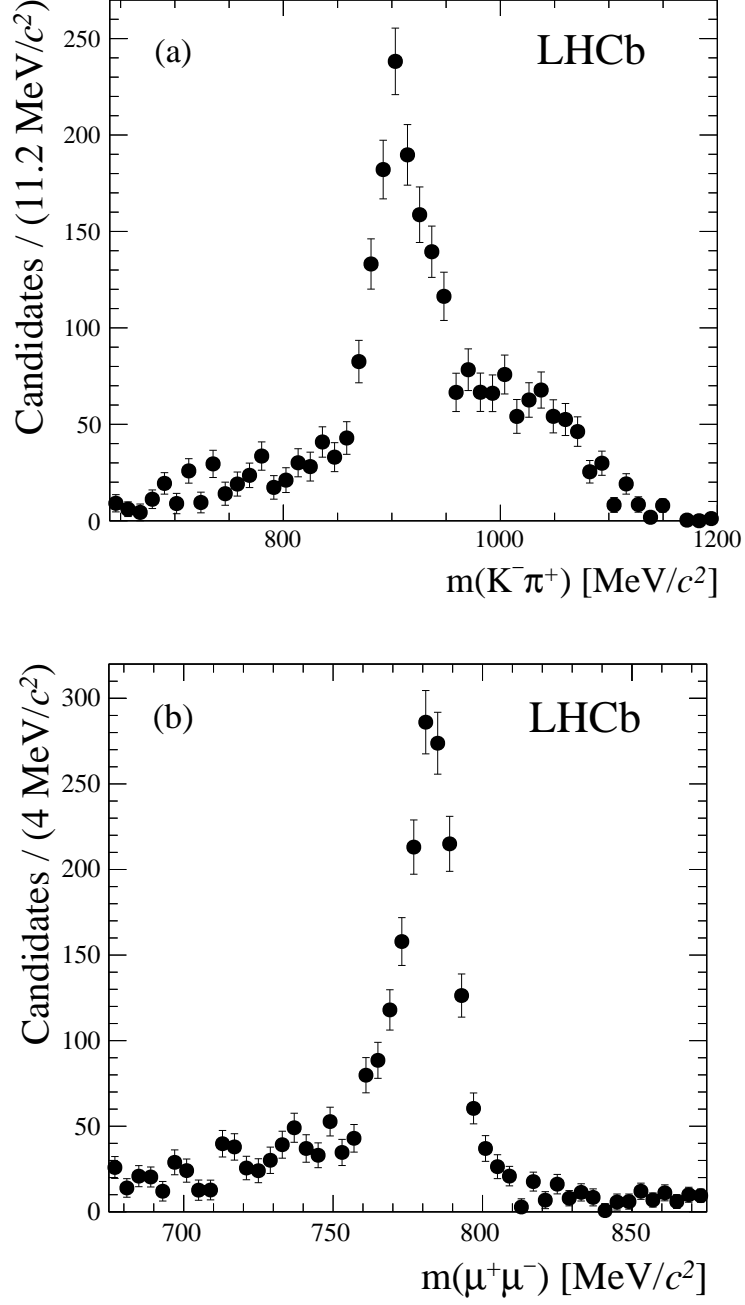 Candidates / (11.2 MeV/c²)
(a)
LHCb
250
200
150
100
50
0
800 1000 1200
m(K⁻π⁺) [MeV/c²]
Candidates / (4 MeV/c²)
(b)
LHCb
300
250
200
150
100
50
0
700 750 800 850
m(μ⁺μ⁻) [MeV/c²]